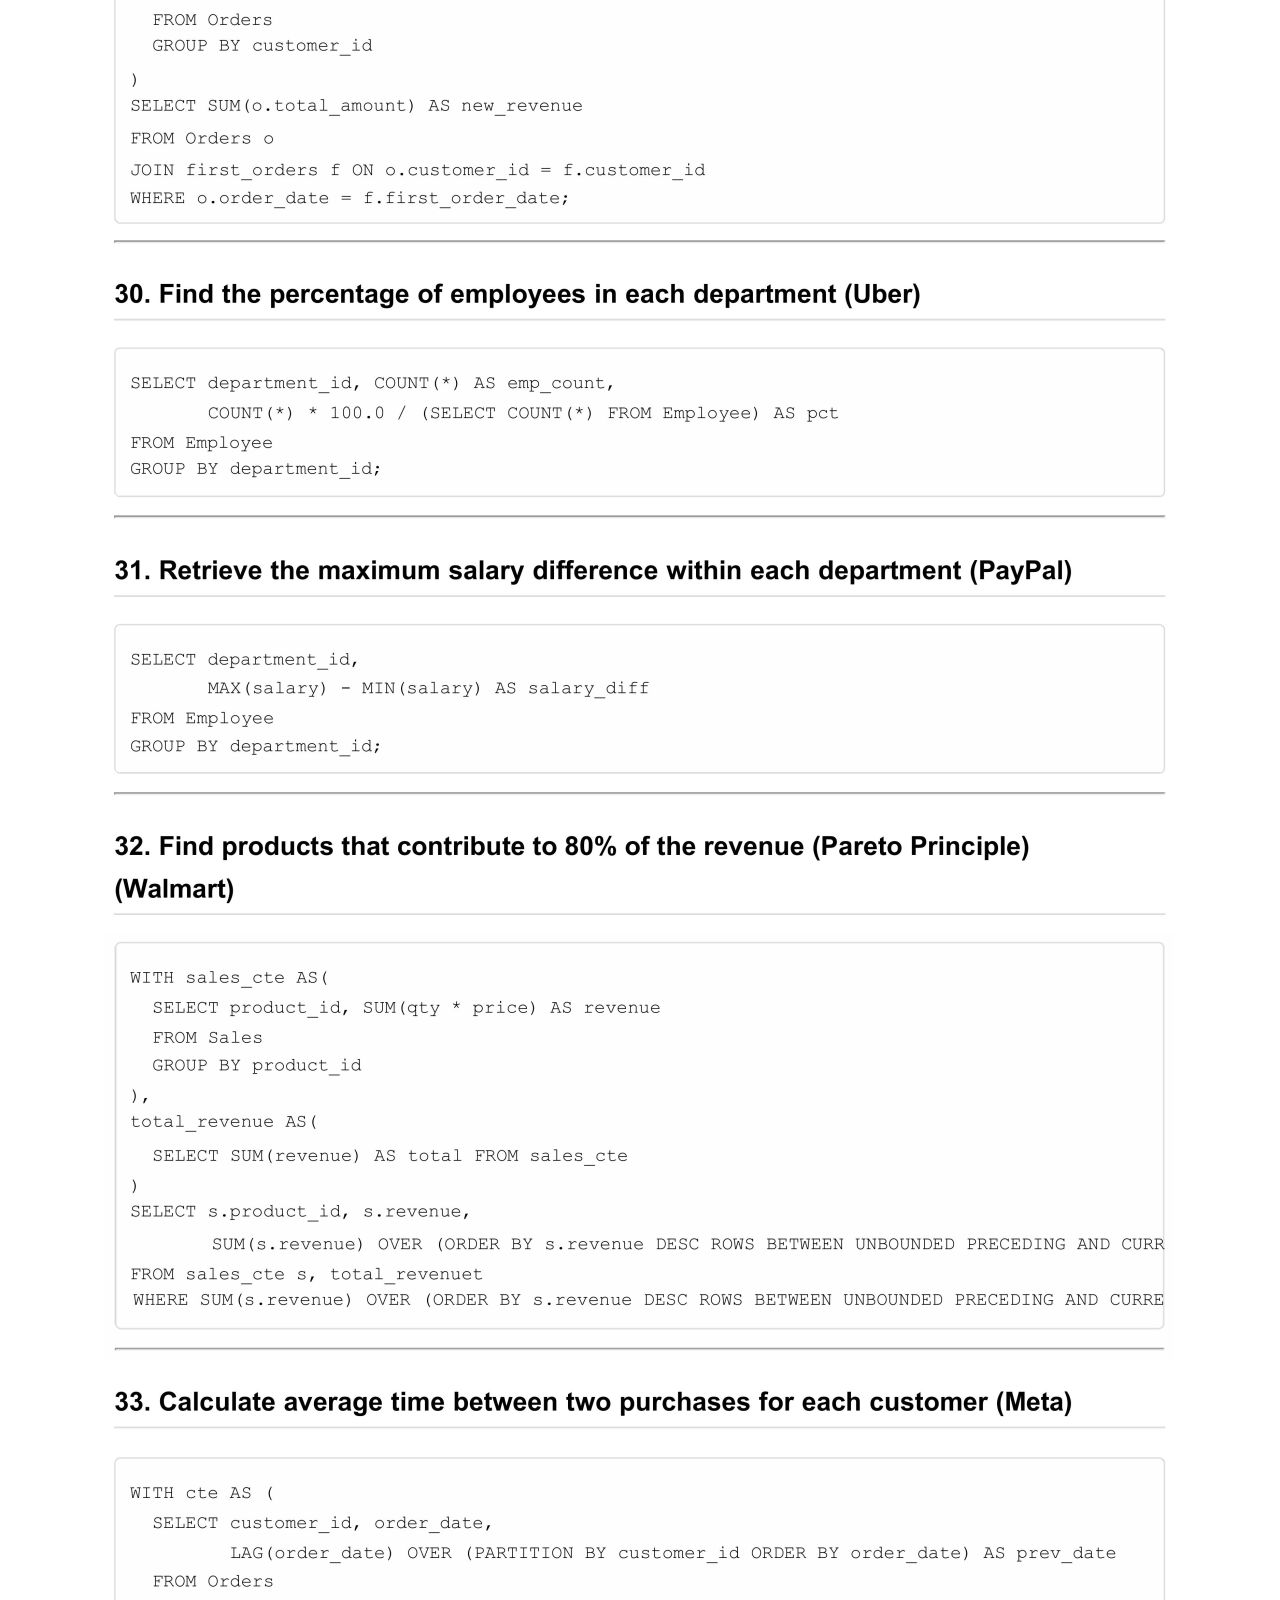 FROM Orders
GROUP BY customer_id
)
SELECT SUM(o.total_amount) AS new_revenue
FROM Orders o
JOIN first_orders f ON o.customer_id = f.customer_id
WHERE o.order_date = f.first_order_date;
30. Find the percentage of employees in each department (Uber)
SELECT department_id, COUNT(*) AS emp_count,
COUNT(*) * 100.0 / (SELECT COUNT(*) FROM Employee) AS pct
FROM Employee
GROUP BY department_id;
31. Retrieve the maximum salary difference within each department (PayPal)
SELECT department_id,
MAX(salary) - MIN(salary) AS salary_diff
FROM Employee
GROUP BY department_id;
32. Find products that contribute to 80% of the revenue (Pareto Principle)
(Walmart)
WITH sales_cte AS(
SELECT product_id, SUM(qty * price) AS revenue
FROM Sales
GROUP BY product_id
),
total_revenue AS(
SELECT SUM(revenue) AS total FROM sales_cte
)
SELECT s.product_id, s.revenue,
SUM(s.revenue) OVER (ORDER BY s.revenue DESC ROWS BETWEEN UNBOUNDED PRECEDING AND CURR
FROM sales_cte s, total_revenuet
WHERE SUM(s.revenue) OVER (ORDER BY s.revenue DESC ROWS BETWEEN UNBOUNDED PRECEDING AND CURRE
33. Calculate average time between two purchases for each customer (Meta)
WITH cte AS (
SELECT customer_id, order_date,
LAG(order_date) OVER (PARTITION BY customer_id ORDER BY order_date) AS prev_date
FROM Orders